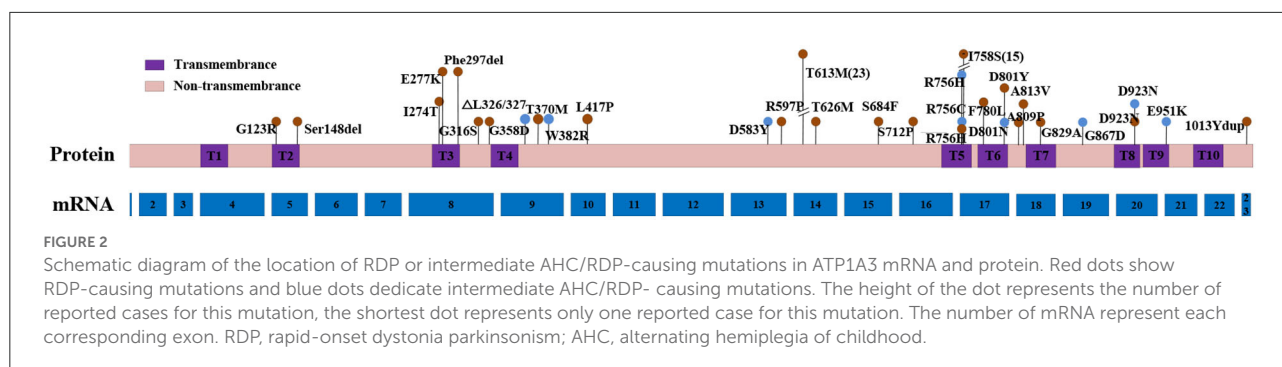 Transmembrance
Non-transmembrance
I758S(15)
Phe297del
E277K
T613M(23)
R756H
D801Y
A813V
D923N
I274T
ΔL326/327
T370M
L417P
R597P
T626M
S684F
R756C
F780L
A809P
D923N
E951K
G123R
Ser148del
G316S
G358D
W382R
D583Y
S712P
R756H
D801N
G829A
G867D
1013Ydup
Protein
T1
T2
T3
T4
T5
T6
T7
T8
T9
T10
mRNA
2
3
4
5
6
7
8
9
10
11
12
13
14
15
16
17
18
19
20
21
22
23
FIGURE 2
Schematic diagram of the location of RDP or intermediate AHC/RDP-causing mutations in ATP1A3 mRNA and protein. Red dots show
RDP-causing mutations and blue dots dedicate intermediate AHC/RDP- causing mutations. The height of the dot represents the number of
reported cases for this mutation, the shortest dot represents only one reported case for this mutation. The number of mRNA represent each
corresponding exon. RDP, rapid-onset dystonia parkinsonism; AHC, alternating hemiplegia of childhood.